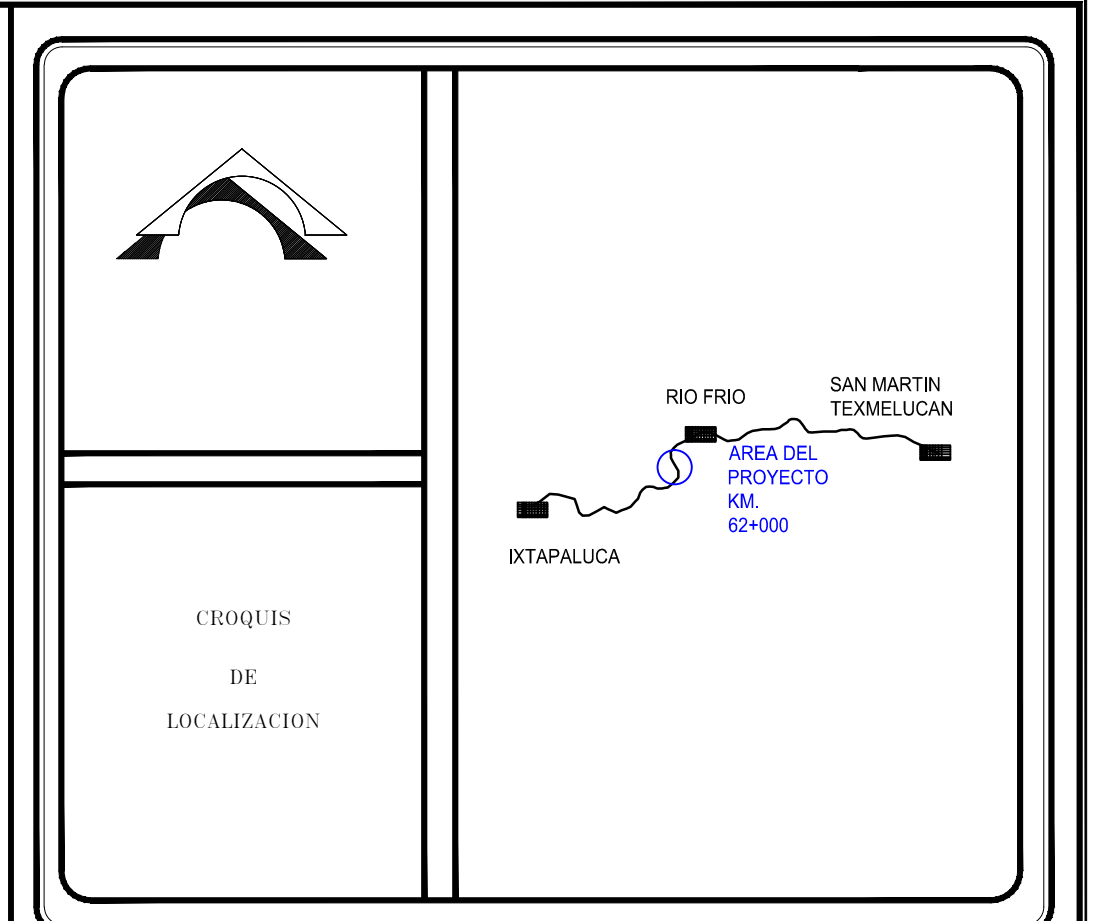 CROQUIS
DE
LOCALIZACION
RIO FRIO
SAN MARTIN
TEXMELUCAN
AREA DEL
PROYECTO
KM.
62+000
IXTAPALUCA